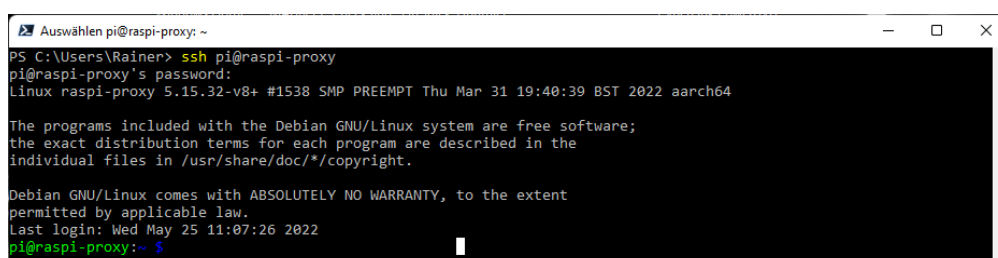 Auswählen pi@raspi-proxy: ~
PS C:\Users\Rainer> ssh pi@raspi-proxy
pi@raspi-proxy's password:
Linux raspi-proxy 5.15.32-v8+ #1538 SMP PREEMPT Thu Mar 31 19:40:39 BST 2022 aarch64
The programs included with the Debian GNU/Linux system are free software;
the exact distribution terms for each program are described in the
individual files in /usr/share/doc/*/copyright.
Debian GNU/Linux comes with ABSOLUTELY NO WARRANTY, to the extent
permitted by applicable law.
Last login: Wed May 25 11:07:26 2022
pi@raspi-proxy:~ $